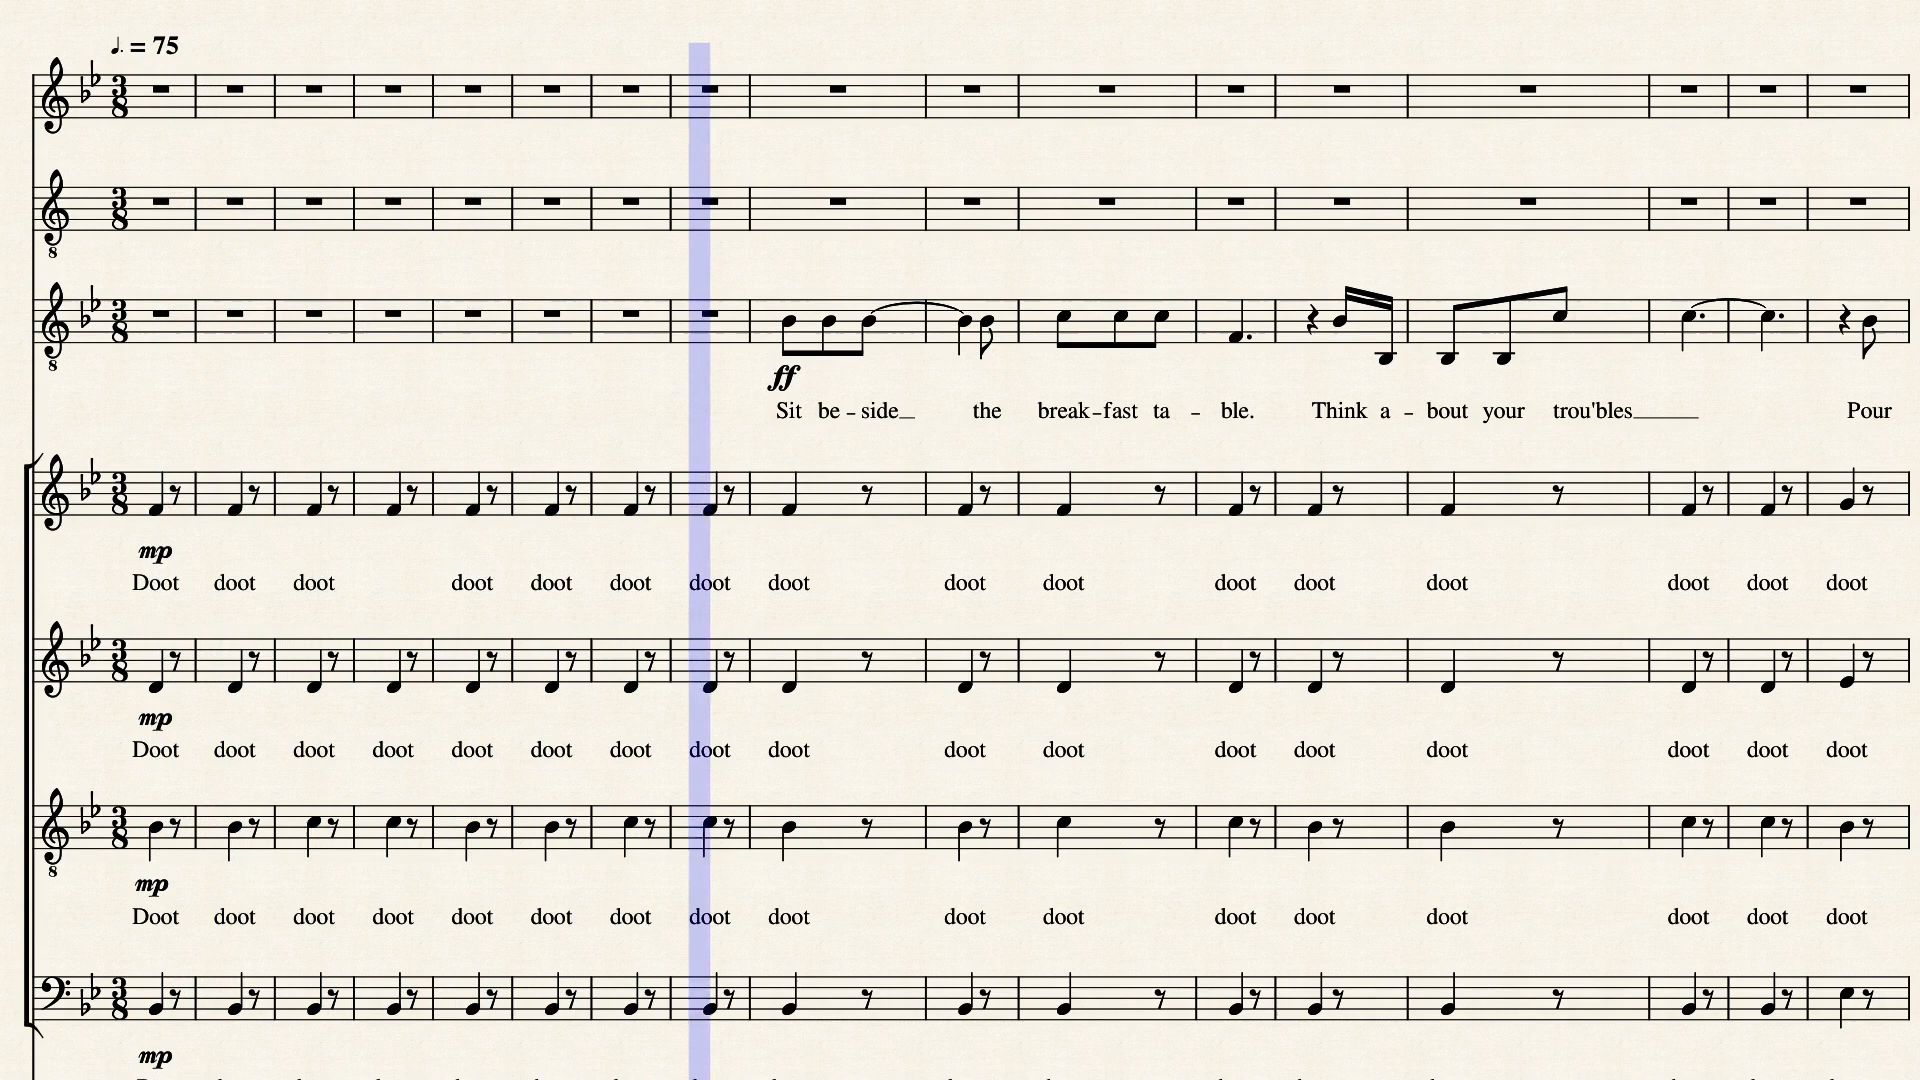 ♩. = 75
ff
Sit be - side_ the break - fast ta - ble. Think a - bout your trou'bles_ Pour
mp
Doot doot doot doot doot doot doot doot doot doot doot doot doot doot doot doot
mp
Doot doot doot doot doot doot doot doot doot doot doot doot doot doot doot doot doot
mp
Doot doot doot doot doot doot doot doot doot doot doot doot doot doot doot doot doot
mp